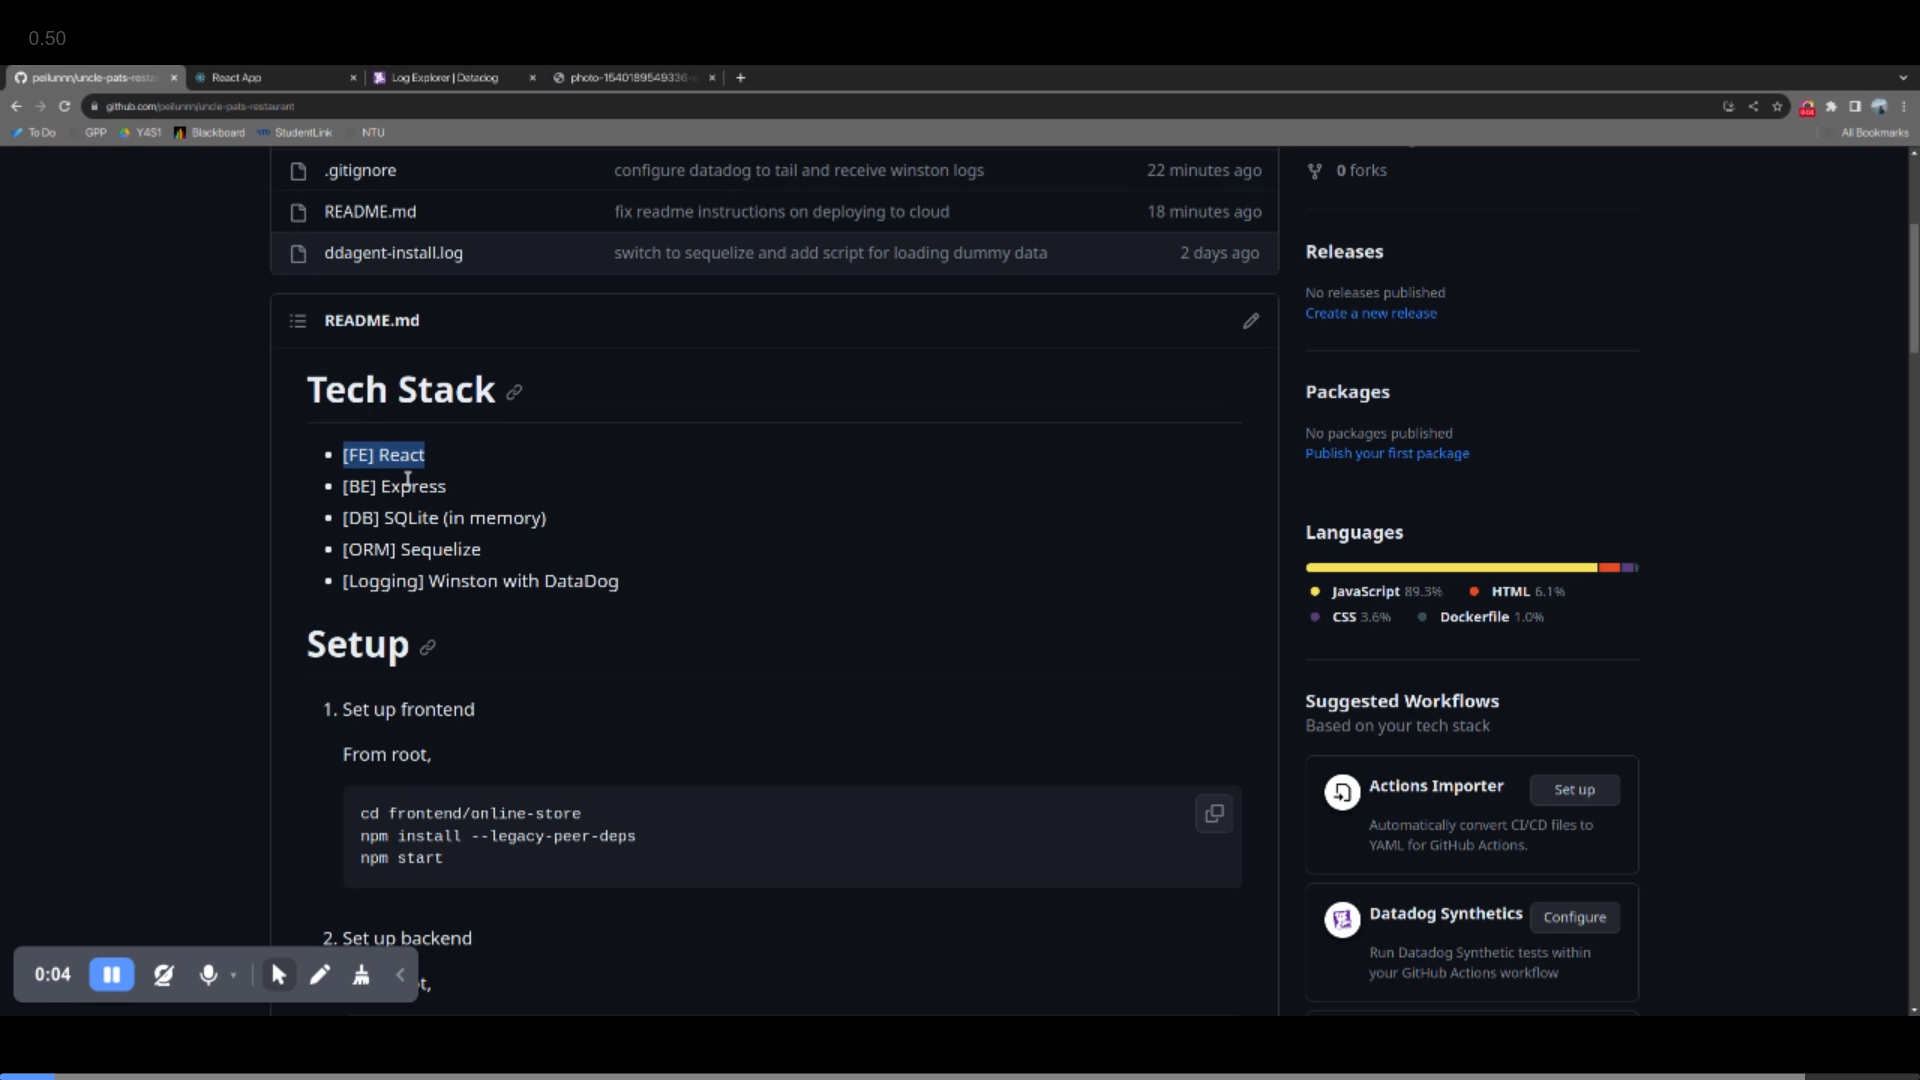 0.50
peilunnn/uncle-pats-resta
React App
Log Explorer | Datadog
photo-1540189549336-e
github.com/peilunnn/uncle-pats-restaurant
To Do
GPP
Y4S1
Blackboard
StudentLink
NTU
All Bookmarks
.gitignore
configure datadog to tail and receive winston logs
22 minutes ago
README.md
fix readme instructions on deploying to cloud
18 minutes ago
ddagent-install.log
switch to sequelize and add script for loading dummy data
2 days ago
README.md
Tech Stack
[FE] React
[BE] Express
[DB] SQLite (in memory)
[ORM] Sequelize
[Logging] Winston with DataDog
Setup
1. Set up frontend
From root,
cd frontend/online-store
npm install --legacy-peer-deps
npm start
2. Set up backend
t,
0:04
0 forks
Releases
No releases published
Create a new release
Packages
No packages published
Publish your first package
Languages
JavaScript 89.3%
HTML 6.1%
CSS 3.6%
Dockerfile 1.0%
Suggested Workflows
Based on your tech stack
Actions Importer
Set up
Automatically convert CI/CD files to
YAML for GitHub Actions.
Datadog Synthetics
Configure
Run Datadog Synthetic tests within
your GitHub Actions workflow